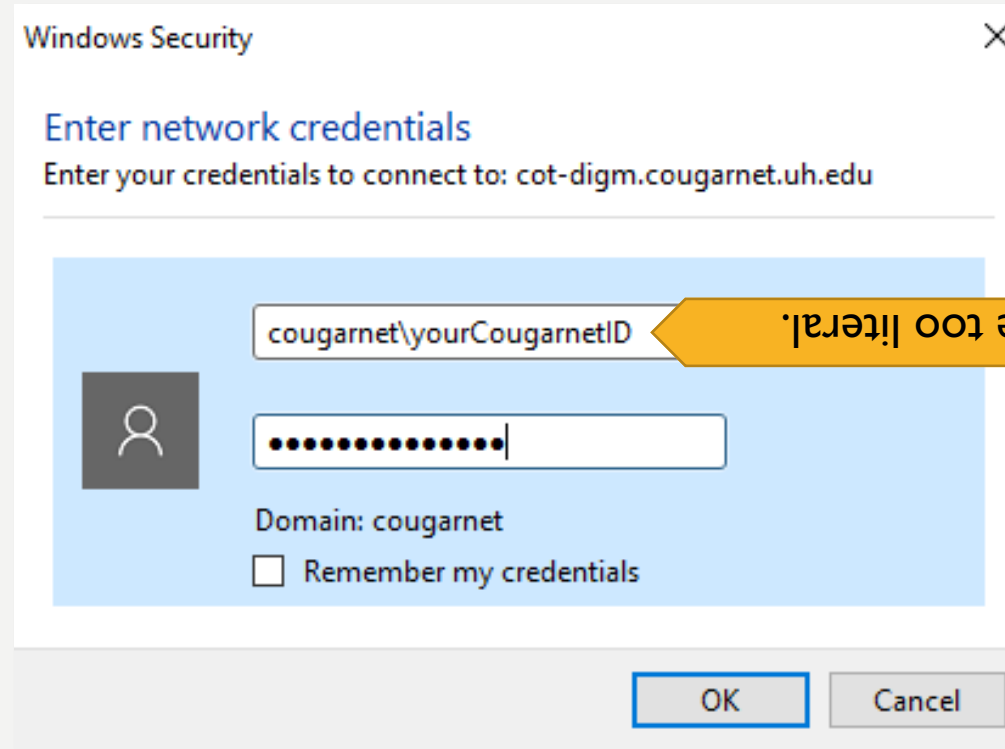 Windows Security
Enter network credentials
Enter your credentials to connect to: cot-digm.cougarnet.uh.edu
cougarnet\yourCougarnetID
too literal.
Domain: cougarnet
Remember my credentials
OK
Cancel